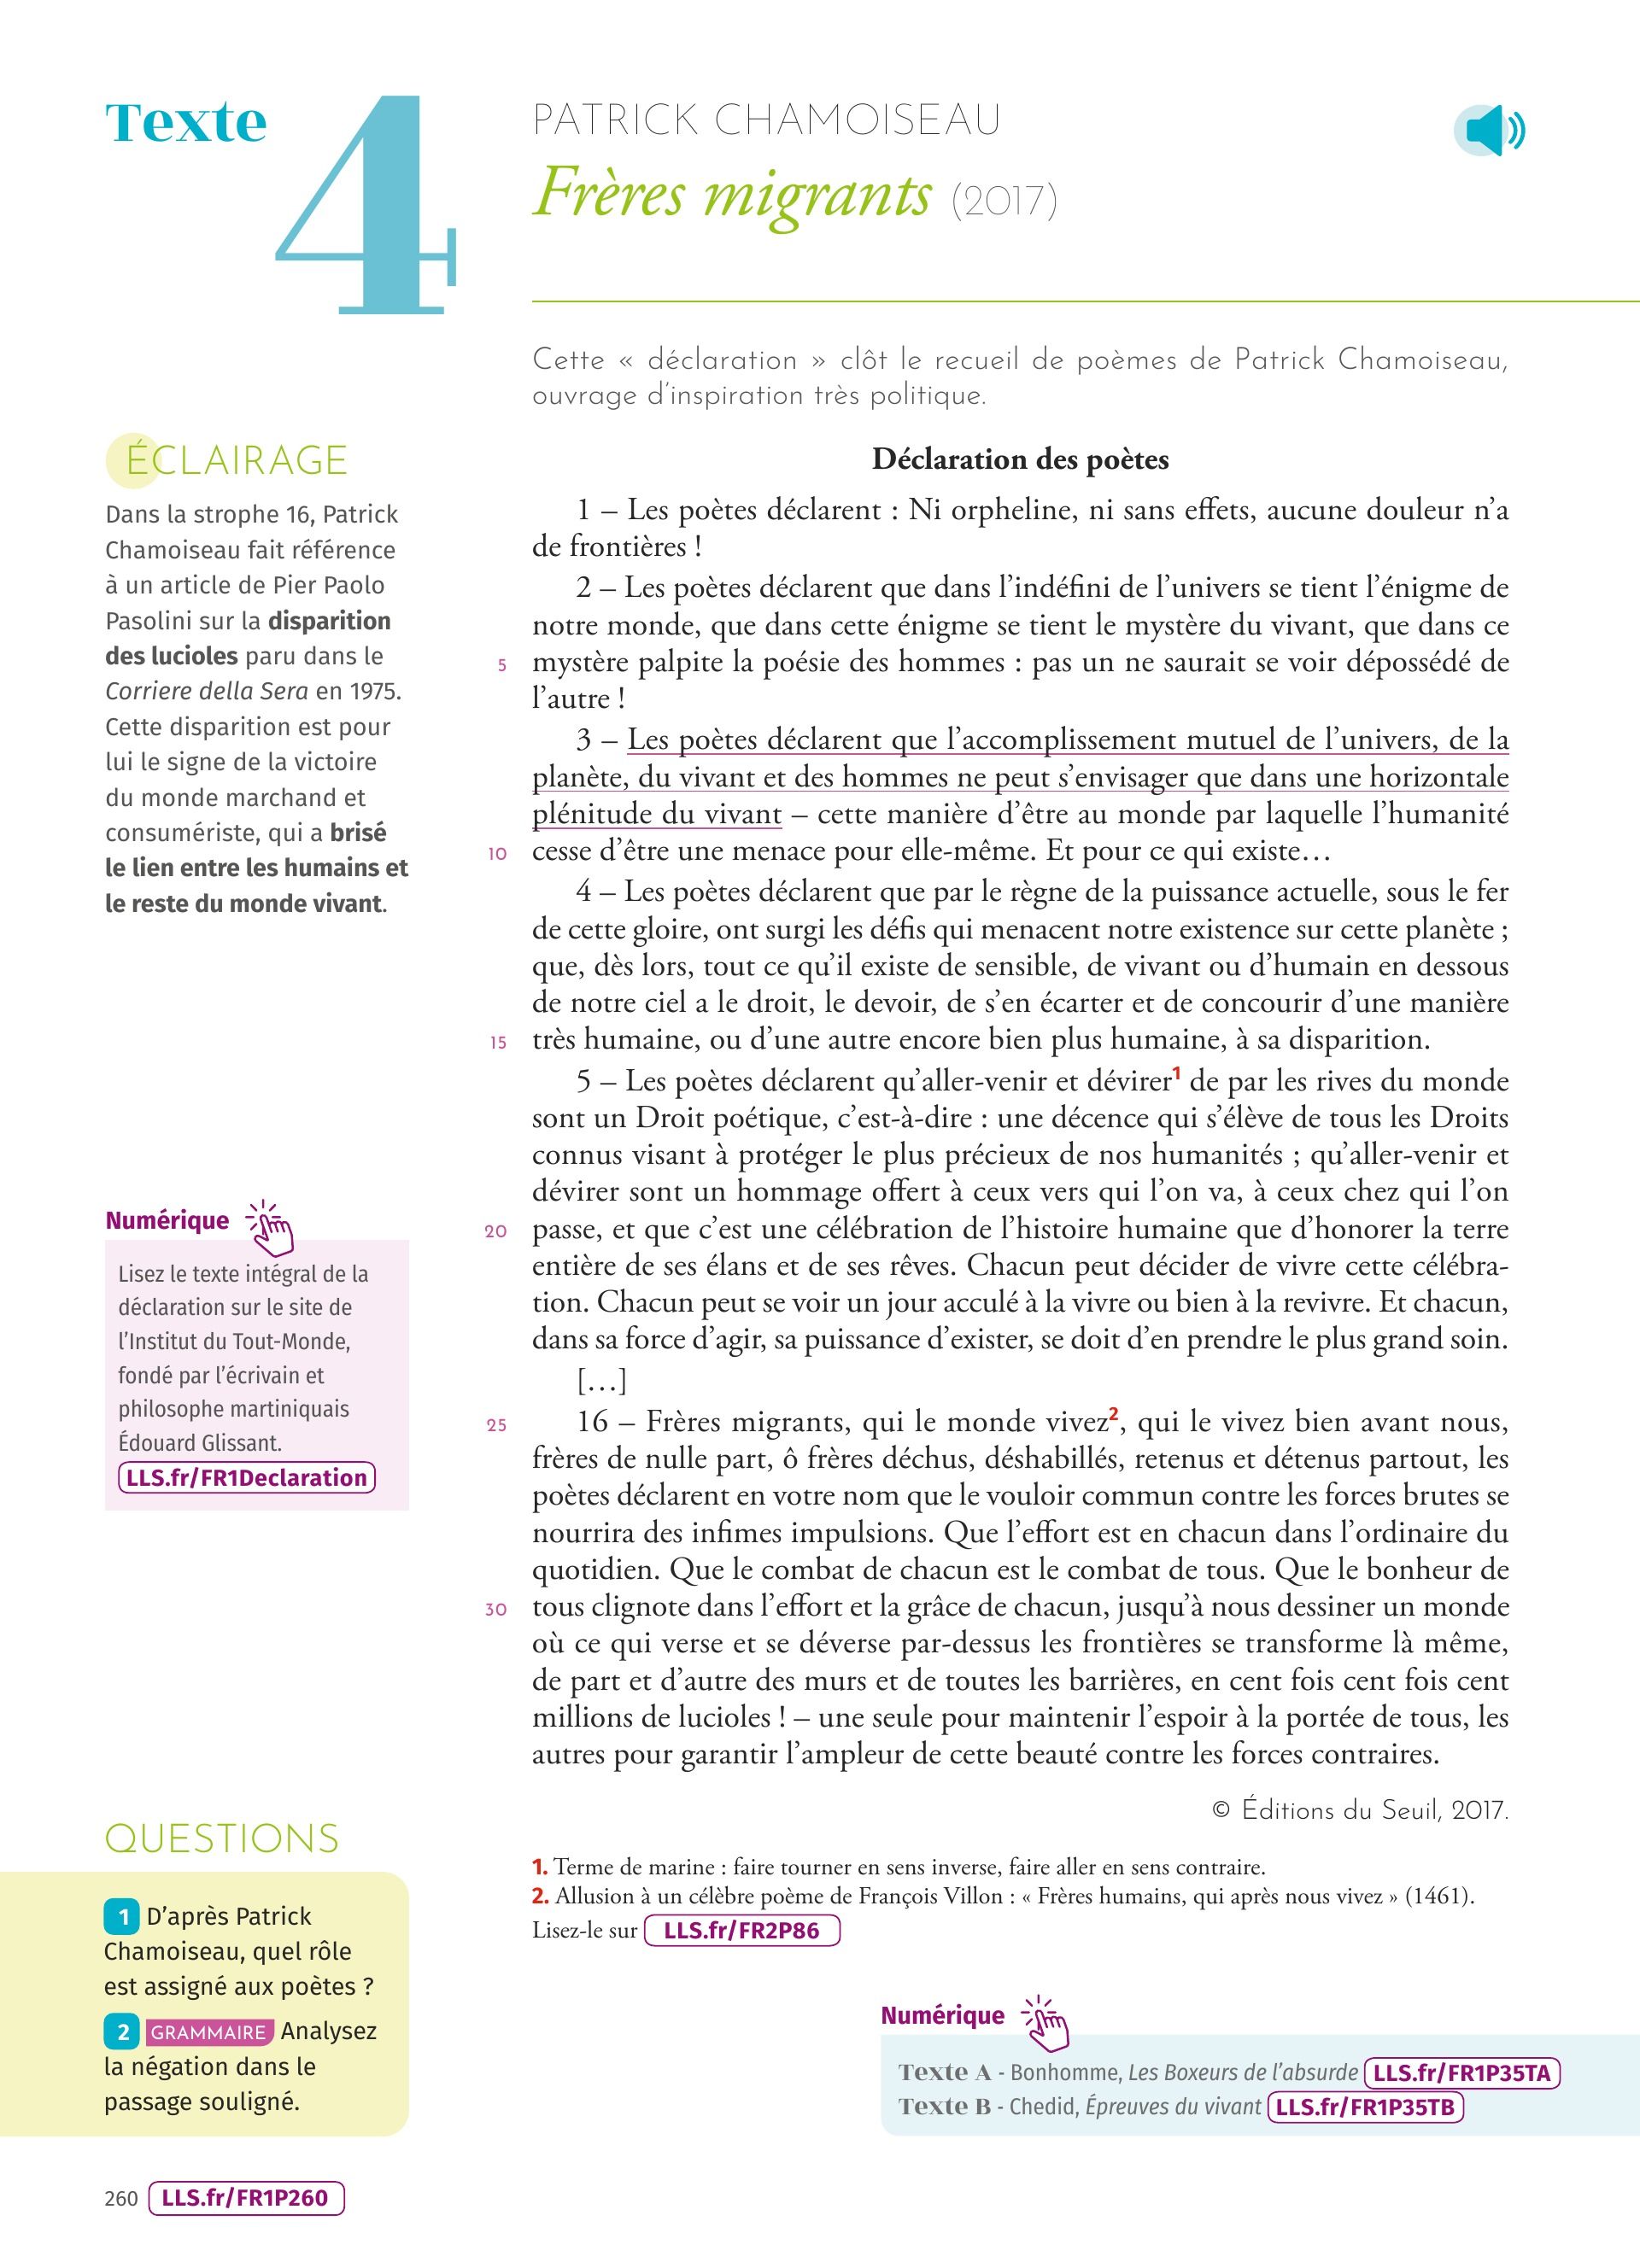 Texte 4
PATRICK CHAMOISEAU
Frères migrants (2017)
Cette « déclaration » clôt le recueil de poèmes de Patrick Chamoiseau,
ouvrage d’inspiration très politique.
ÉCLAIRAGE
Dans la strophe 16, Patrick
Chamoiseau fait référence
à un article de Pier Paolo
Pasolini sur la disparition
des lucioles paru dans le
Corriere della Sera en 1975.
Cette disparition est pour
lui le signe de la victoire
du monde marchand et
consumériste, qui a brisé
le lien entre les humains et
le reste du monde vivant.
Numérique
Lisez le texte intégral de la
déclaration sur le site de
l’Institut du Tout-Monde,
fondé par l’écrivain et
philosophe martiniquais
Édouard Glissant.
LLS.fr/FR1Declaration
Déclaration des poètes
1 – Les poètes déclarent : Ni orpheline, ni sans effets, aucune douleur n’a
de frontières !
2 – Les poètes déclarent que dans l’indéfini de l’univers se tient l’énigme de
notre monde, que dans cette énigme se tient le mystère du vivant, que dans ce
5 mystère palpite la poésie des hommes : pas un ne saurait se voir dépossédé de
l’autre !
3 – Les poètes déclarent que l’accomplissement mutuel de l’univers, de la
planète, du vivant et des hommes ne peut s’envisager que dans une horizontale
plénitude du vivant – cette manière d’être au monde par laquelle l’humanité
10 cesse d’être une menace pour elle-même. Et pour ce qui existe…
4 – Les poètes déclarent que par le règne de la puissance actuelle, sous le fer
de cette gloire, ont surgi les défis qui menacent notre existence sur cette planète ;
que, dès lors, tout ce qu’il existe de sensible, de vivant ou d’humain en dessous
de notre ciel a le droit, le devoir, de s’en écarter et de concourir d’une manière
15 très humaine, ou d’une autre encore bien plus humaine, à sa disparition.
5 – Les poètes déclarent qu’aller-venir et dévirer1 de par les rives du monde
sont un Droit poétique, c’est-à-dire : une décence qui s’élève de tous les Droits
connus visant à protéger le plus précieux de nos humanités ; qu’aller-venir et
dévirer sont un hommage offert à ceux vers qui l’on va, à ceux chez qui l’on
20 passe, et que c’est une célébration de l’histoire humaine que d’honorer la terre
entière de ses élans et de ses rêves. Chacun peut décider de vivre cette célébra-
tion. Chacun peut se voir un jour acculé à la vivre ou bien à la revivre. Et chacun,
dans sa force d’agir, sa puissance d’exister, se doit d’en prendre le plus grand soin.
[…]
25 16 – Frères migrants, qui le monde vivez2, qui le vivez bien avant nous,
frères de nulle part, ô frères déchus, déshabillés, retenus et détenus partout, les
poètes déclarent en votre nom que le vouloir commun contre les forces brutes se
nourrira des infimes impulsions. Que l’effort est en chacun dans l’ordinaire du
quotidien. Que le combat de chacun est le combat de tous. Que le bonheur de
30 tous clignote dans l’effort et la grâce de chacun, jusqu’à nous dessiner un monde
où ce qui verse et se déverse par-dessus les frontières se transforme là même,
de part et d’autre des murs et de toutes les barrières, en cent fois cent fois cent
millions de lucioles ! – une seule pour maintenir l’espoir à la portée de tous, les
autres pour garantir l’ampleur de cette beauté contre les forces contraires.
© Éditions du Seuil, 2017.
1. Terme de marine : faire tourner en sens inverse, faire aller en sens contraire.
2. Allusion à un célèbre poème de François Villon : « Frères humains, qui après nous vivez » (1461).
Lisez-le sur LLS.fr/FR2P86
QUESTIONS
1 D’après Patrick
Chamoiseau, quel rôle
est assigné aux poètes ?
2 GRAMMAIRE Analysez
la négation dans le
passage souligné.
Numérique
Texte A - Bonhomme, Les Boxeurs de l’absurde LLS.fr/FR1P35TA
Texte B - Chedid, Épreuves du vivant LLS.fr/FR1P35TB
260 LLS.fr/FR1P260